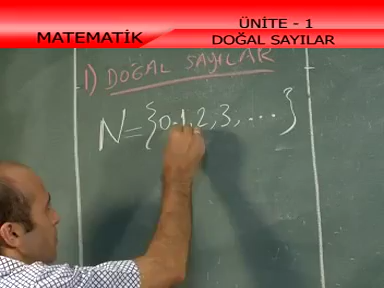 MATEMATİK
ÜNİTE - 1
DOĞAL SAYILAR
1) DOĞAL SAYILAR
N={0,1,2,3,...}